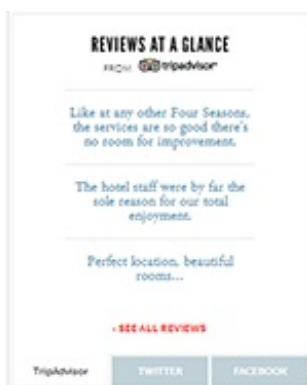 REVIEWS AT A GLANCE
FROM tripadvisor
Like at any other Four Seasons,
the services are so good there's
no room for improvement.
The hotel staff were by far the
sole reason for our total
enjoyment.
Perfect location, beautiful
rooms...
- SEE ALL REVIEWS
TripAdvisor TWITTER FACEBOOK